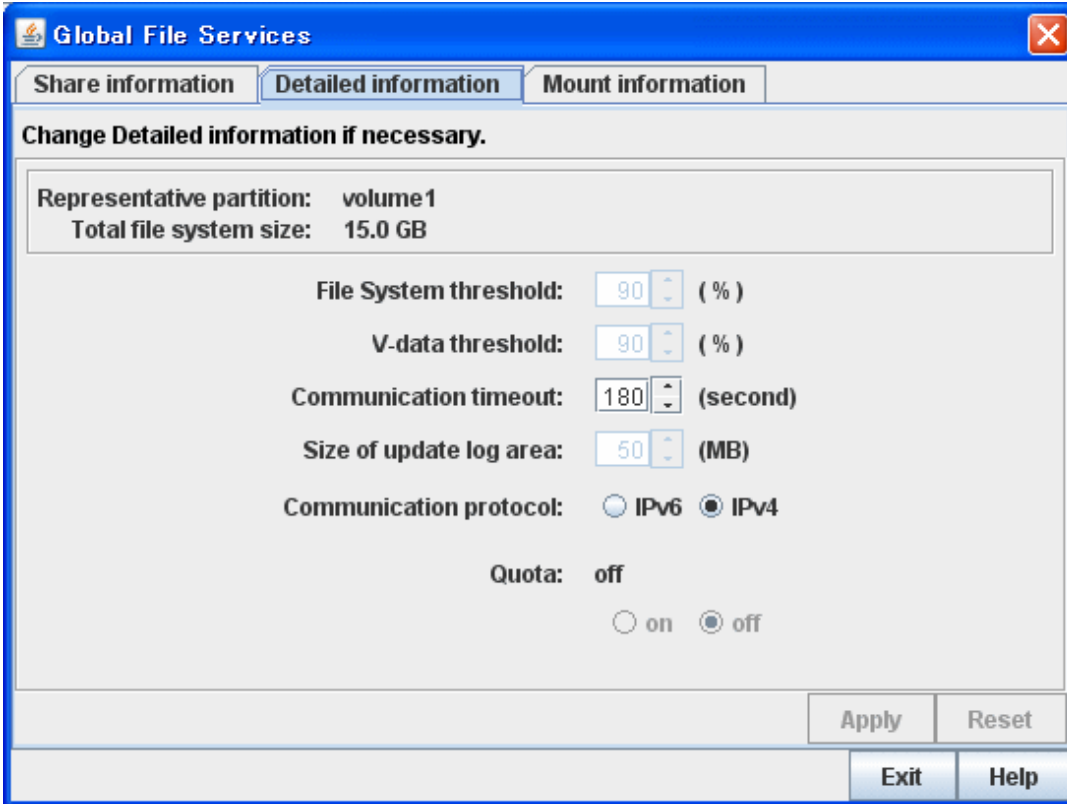 Global File Services
Share information Detailed information Mount information
Change Detailed information if necessary.
Representative partition: volume1
Total file system size: 15.0 GB
File System threshold: 90 ( % )
V-data threshold: 90 ( % )
Communication timeout: 180 (second)
Size of update log area: 50 (MB)
Communication protocol: IPv6 IPv4
Quota: off
on off
Apply Reset
Exit Help